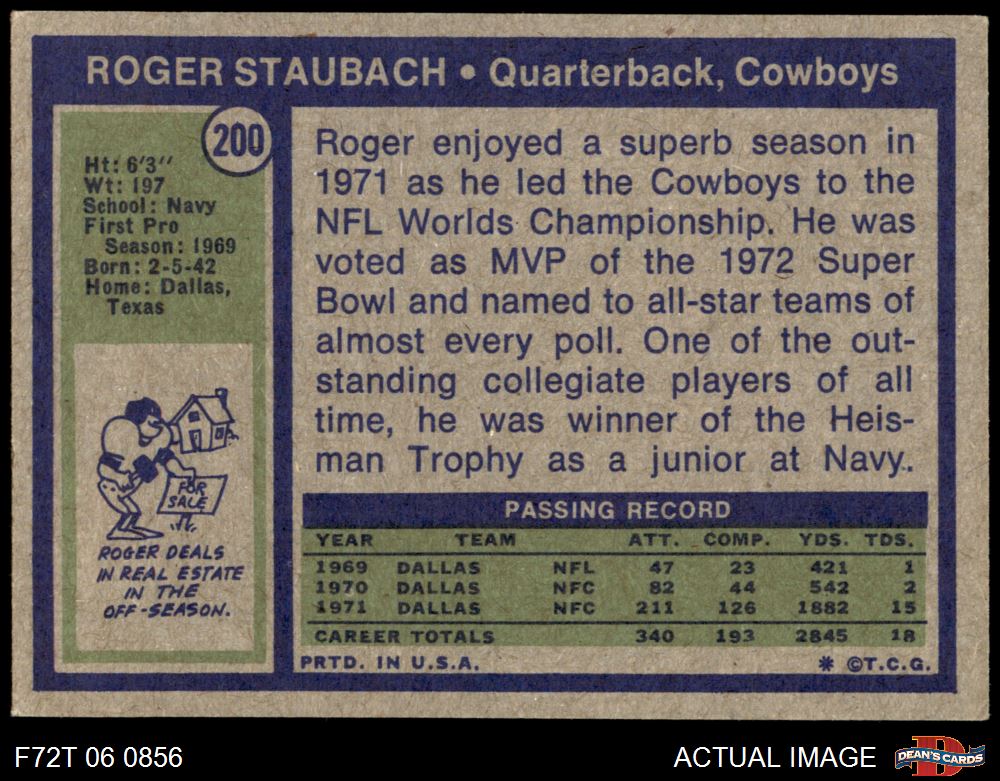 ROGER STAUBACH • Quarterback, Cowboys
200
Ht: 6'3''
Wt: 197
School: Navy
First Pro
Season: 1969
Born: 2-5-42
Home: Dallas,
Texas
FOR
SALE
ROGER DEALS
IN REAL ESTATE
IN THE
OFF-SEASON.
Roger enjoyed a superb season in
1971 as he led the Cowboys to the
NFL Worlds Championship. He was
voted as MVP of the 1972 Super
Bowl and named to all-star teams of
almost every poll. One of the out-
standing collegiate players of all
time, he was winner of the Heis-
man Trophy as a junior at Navy.
PASSING RECORD
YEAR TEAM ATT. COMP. YDS. TDS.
1969 DALLAS NFL 47 23 421 1
1970 DALLAS NFC 82 44 542 2
1971 DALLAS NFC 211 126 1882 15
CAREER TOTALS 340 193 2845 18
PRTD. IN U.S.A. * ©T.C.G.
F72T 06 0856 ACTUAL IMAGE
D
DEAN'S CARDS